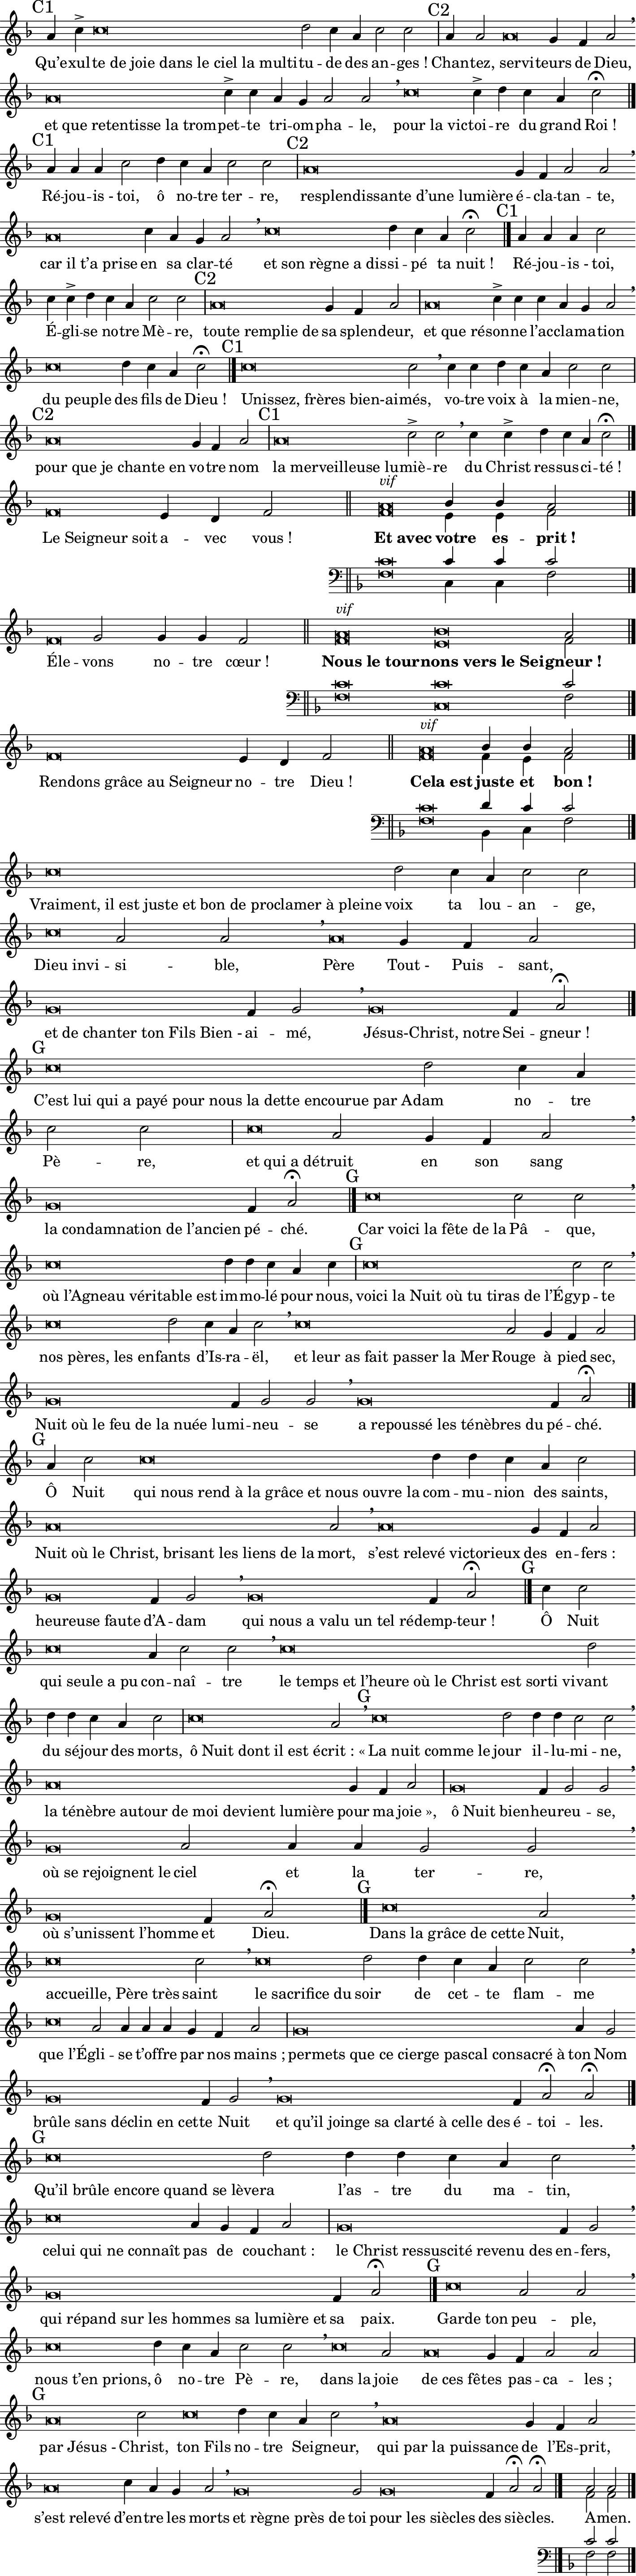 C1 C2
Qu’exulte de joie dans le ciel la multitu -- de des an -- ges ! Chantez, serviteurs de Dieu,
et que retentisse la trompet -- te tri -- om -- pha -- le, pour la victoi -- re du grand Roi !
C1 C2
Ré -- jou -- is - toi, ô no -- tre ter -- re, resplendissante d’une lumière é -- cla -- tan -- te,
C1
car il t’a prise en sa clar -- té et son règne a dissi -- pé ta nuit ! Ré -- jou -- is - toi,
C2
É -- gli -- se notre Mè -- re, toute remplie de sa splendeur, et que résonne l’acclamation
C1
du peuple des fils de Dieu ! Unissez, frères bien-aimés, vo -- tre voix à la mien -- ne,
C2 C1
pour que je chante en votre nom la merveilleuse lumiè -- re du Christ ressus -- ci -- té !
vif
Le Seigneur soit a -- vec vous ! Et avec votre es -- prit !
vif
Éle -- vons no -- tre cœur ! Nous le tournons vers le Seigneur !
vif
Rendons grâce au Seigneur no -- tre Dieu ! Cela est juste et bon !
Vraiment, il est juste et bon de proclamer à pleine voix ta lou -- an -- ge,
Dieu invi -- si -- ble, Père Tout - Puis -- sant,
et de chanter ton Fils Bien - ai -- mé, Jésus-Christ, notre Sei -- gneur !
G
C’est lui qui a payé pour nous la dette encourue par Adam no -- tre
Pè -- re, et qui a détruit en son sang
G
la condamnation de l’ancien pé -- ché. Car voici la fête de la Pâ -- que,
G
où l’Agneau véritable est im -- mo -- lé pour nous, voici la Nuit où tu tiras de l’Égyp -- te
nos pères, les enfants d’Is -- ra -- ël, et leur as fait passer la Mer Rouge à pied sec,
Nuit où le feu de la nuée lumi -- neu -- se a repoussé les ténèbres du pé -- ché.
G
Ô Nuit qui nous rend à la grâce et nous ouvre la com -- mu -- nion des saints,
Nuit où le Christ, brisant les liens de la mort, s’est relevé victorieux des en -- fers :
G
heureuse faute d’A -- dam qui nous a valu un tel rédemp -- teur ! Ô Nuit
qui seule a pu con -- naî -- tre le temps et l’heure où le Christ est sorti vivant
G
du séjour des morts, ô Nuit dont il est écrit : « La nuit comme le jour il -- lu -- mi -- ne,
la ténèbre autour de moi devient lumière pour ma joie », ô Nuit bienheureu -- se,
où se rejoignent le ciel et la ter -- re,
G
où s’unissent l’homme et Dieu. Dans la grâce de cette Nuit,
accueille, Père très saint le sacrifice du soir de cet -- te flam -- me
que l’Égli -- se t’offre par nos mains ; permets que ce cierge pascal consacré à ton Nom
brûle sans déclin en cette Nuit et qu’il joinge sa clarté à celle des é -- toi -- les.
G
Qu’il brûle encore quand se lèvera l’as -- tre du ma -- tin,
celui qui ne connaît pas de couchant : le Christ ressuscité revenu des en -- fers,
G
qui répand sur les hommes sa lumière et sa paix. Garde ton peu -- ple,
nous t’en prions, ô no -- tre Pè -- re, dans la joie de ces fêtes pas -- ca -- les ;
G
par Jésus - Christ, ton Fils no -- tre Seigneur, qui par la puissance de l’Es -- prit,
s’est relevé d’entre les morts et règne près de toi pour les siècles des siècles. Amen.